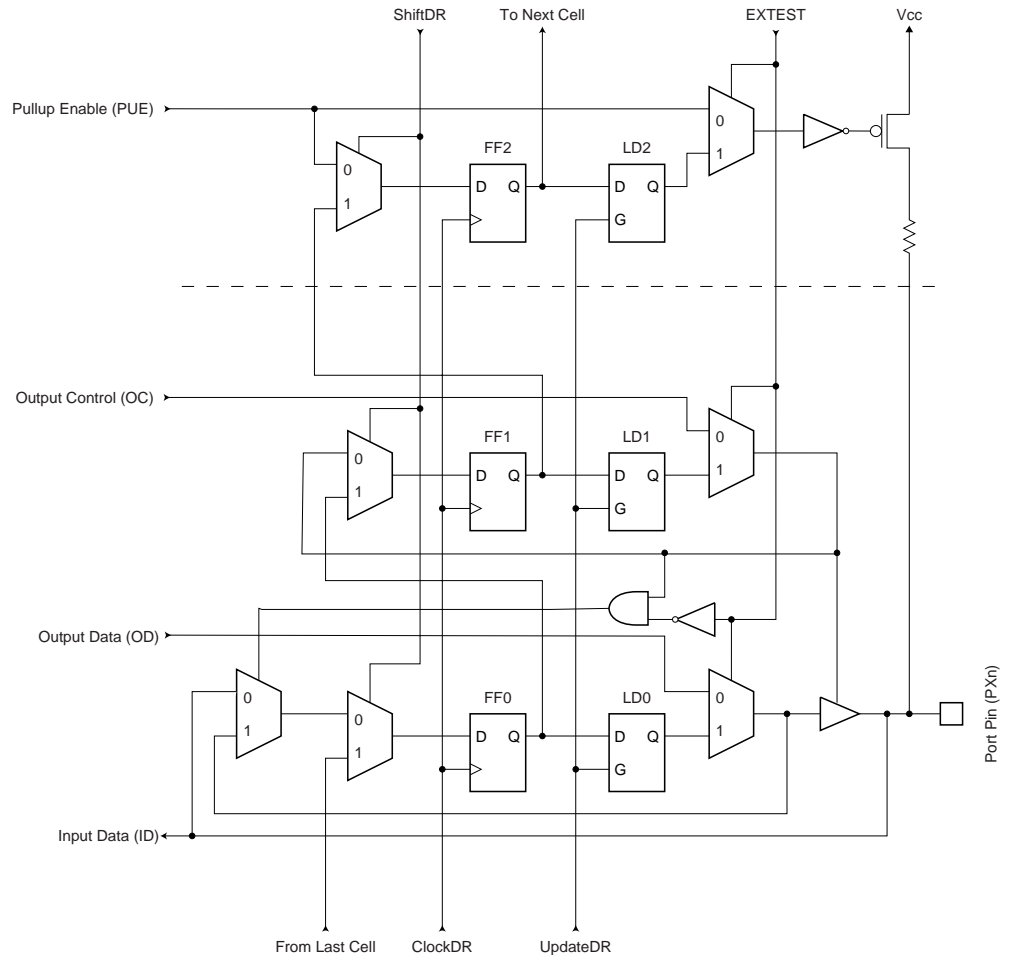 ShiftDR
To Next Cell
EXTEST
Vcc
Pullup Enable (PUE)
0
1
FF2
D Q
LD2
D Q
G
0
1
Output Control (OC)
0
1
FF1
D Q
LD1
D Q
G
0
1
Output Data (OD)
0
1
0
1
FF0
D Q
LD0
D Q
G
0
1
Port Pin (PXn)
Input Data (ID)
From Last Cell
ClockDR
UpdateDR